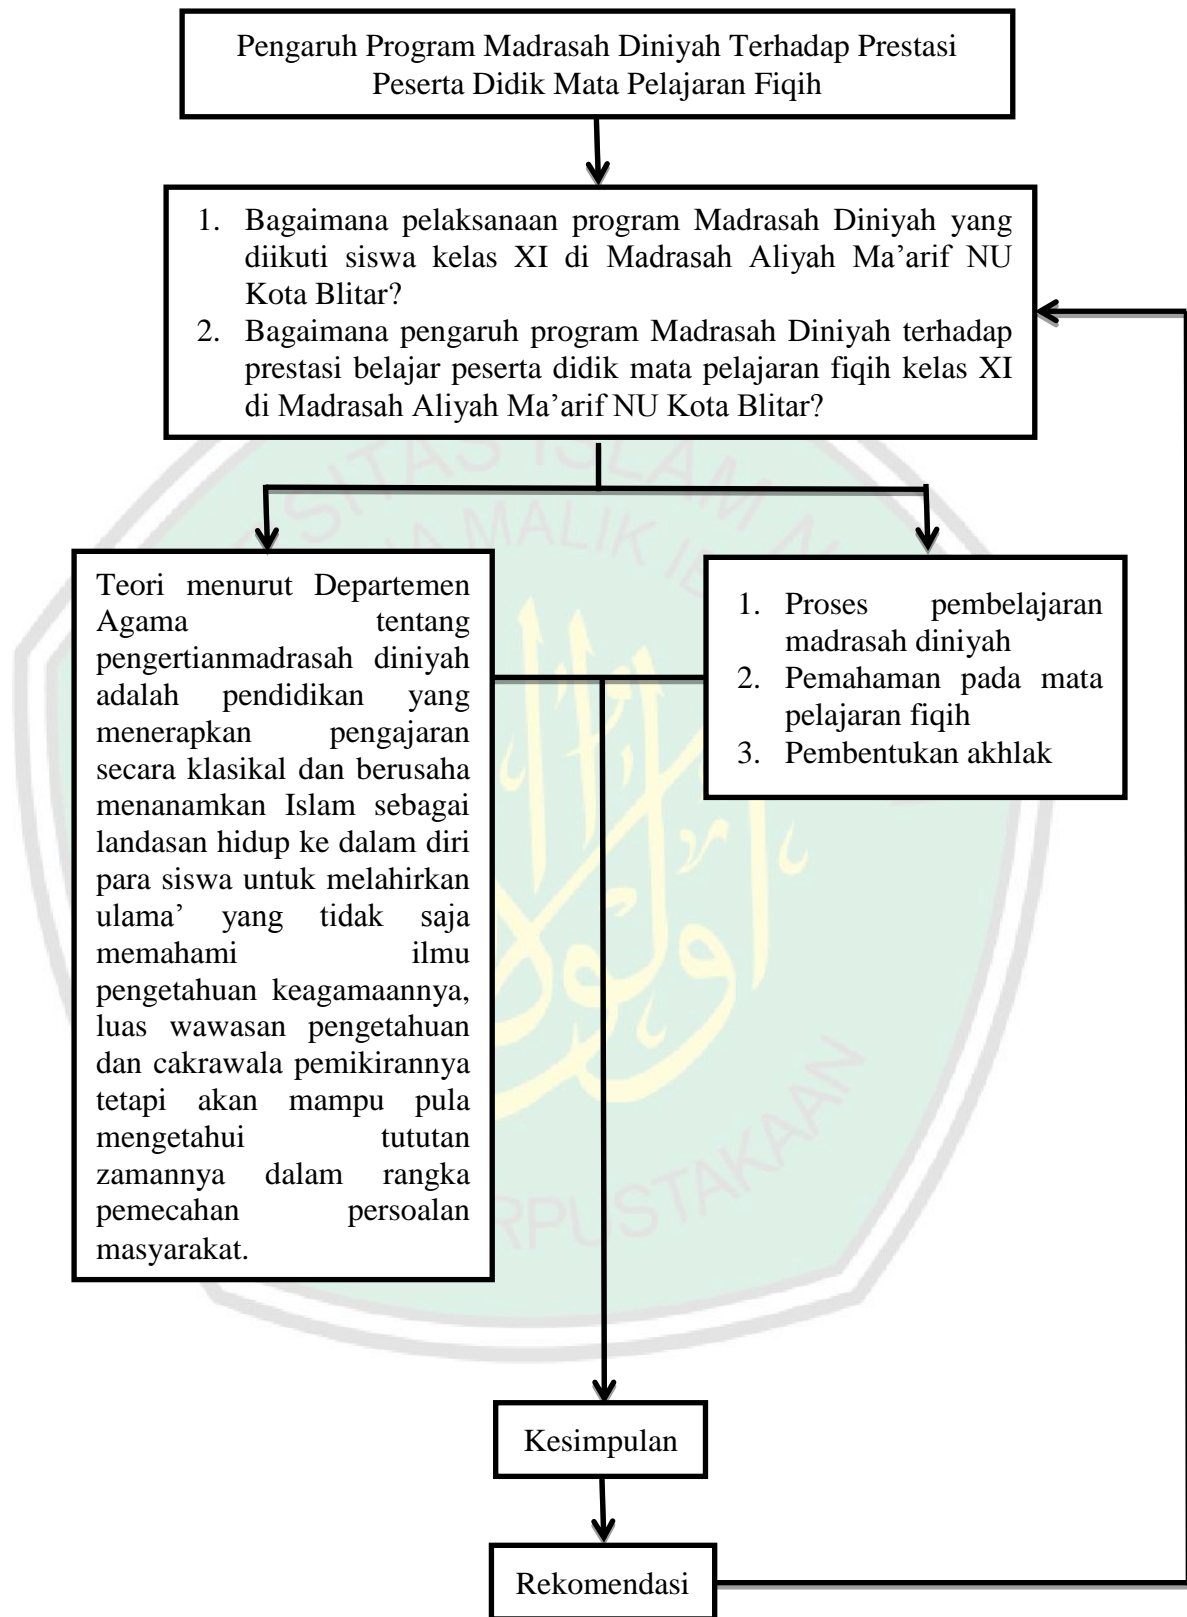 Pengaruh Program Madrasah Diniyah Terhadap Prestasi
Peserta Didik Mata Pelajaran Fiqih
1. Bagaimana pelaksanaan program Madrasah Diniyah yang
diikuti siswa kelas XI di Madrasah Aliyah Ma’arif NU
Kota Blitar?
2. Bagaimana pengaruh program Madrasah Diniyah terhadap
prestasi belajar peserta didik mata pelajaran fiqih kelas XI
di Madrasah Aliyah Ma’arif NU Kota Blitar?
Teori menurut Departemen
Agama tentang
pengertianmadrasah diniyah
adalah pendidikan yang
menerapkan pengajaran
secara klasikal dan berusaha
menanamkan Islam sebagai
landasan hidup ke dalam diri
para siswa untuk melahirkan
ulama’ yang tidak saja
memahami ilmu
pengetahuan keagamaannya,
luas wawasan pengetahuan
dan cakrawala pemikirannya
tetapi akan mampu pula
mengetahui tututan
zamannya dalam rangka
pemecahan persoalan
masyarakat.
1. Proses pembelajaran
madrasah diniyah
2. Pemahaman pada mata
pelajaran fiqih
3. Pembentukan akhlak
Kesimpulan
Rekomendasi